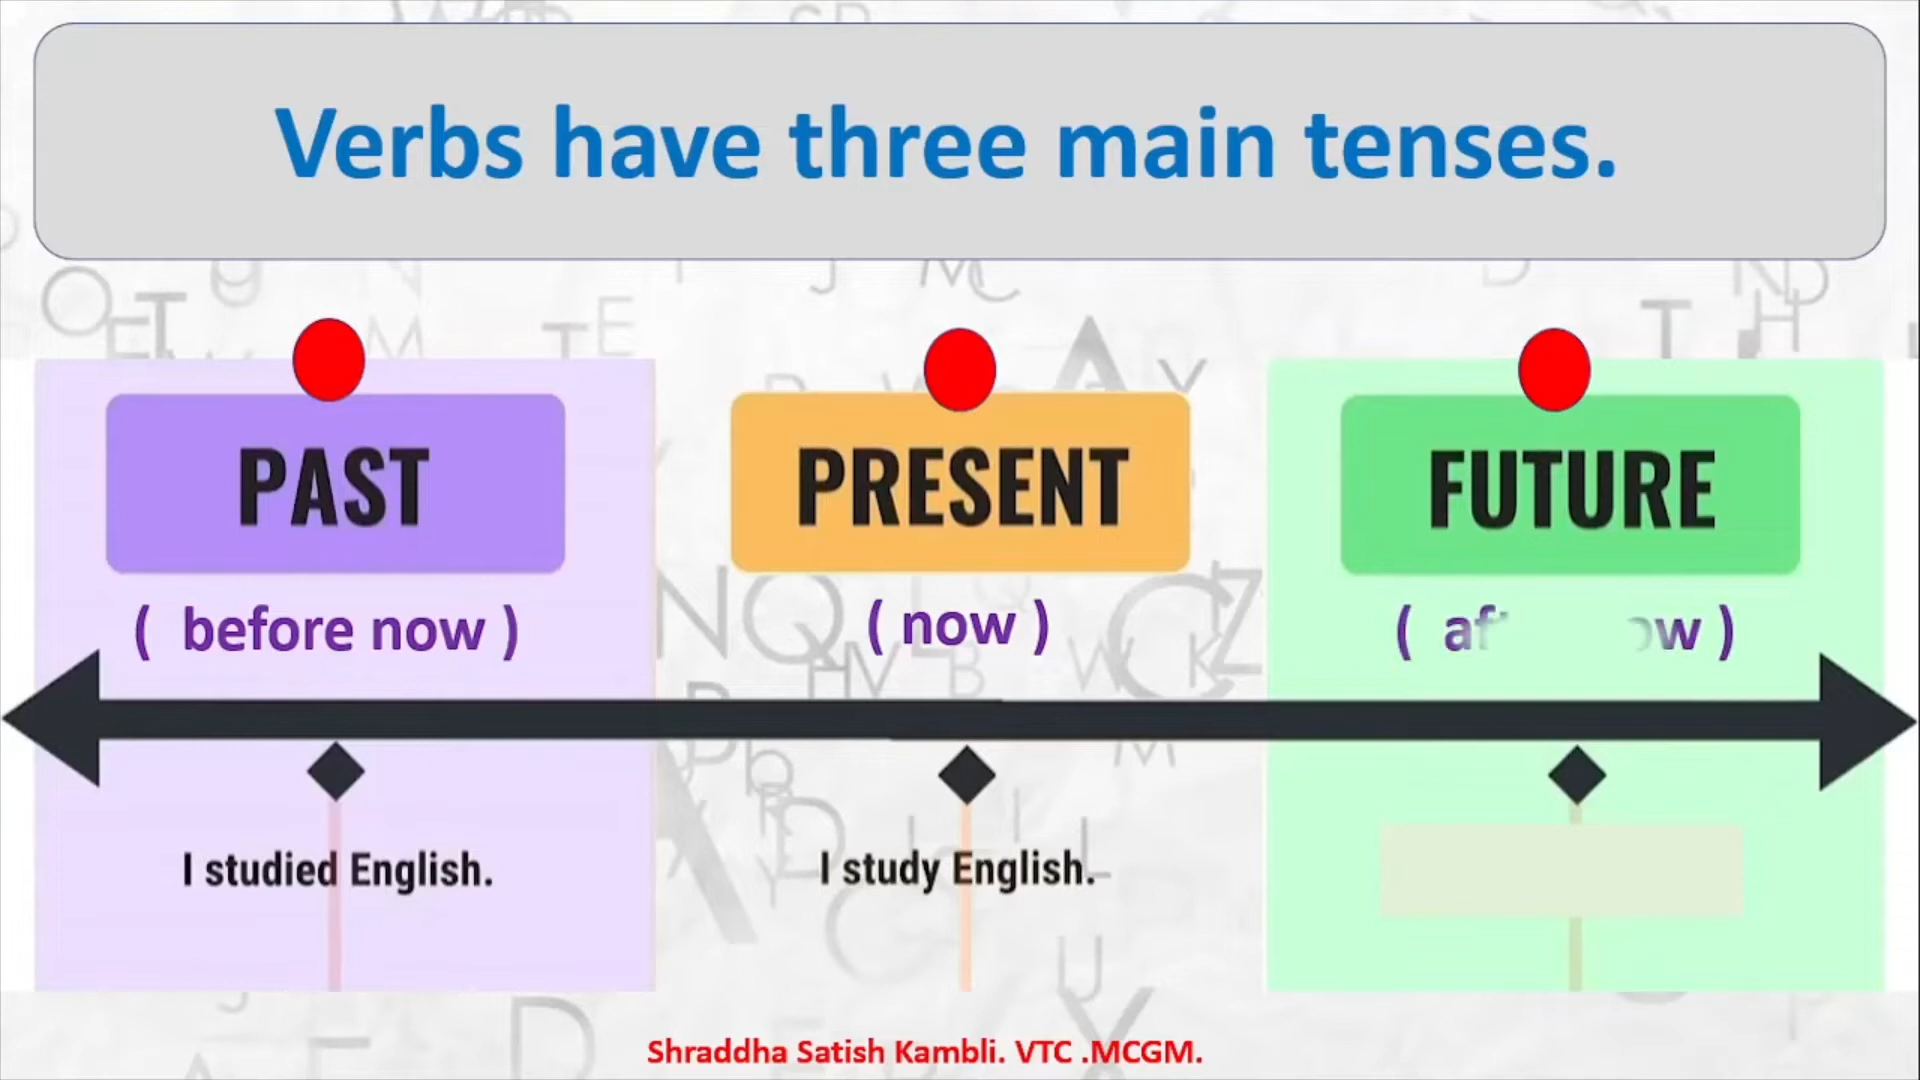 Verbs have three main tenses.
PAST
PRESENT
FUTURE
( before now )
( now )
I studied English.
I study English.
Shraddha Satish Kambli. VTC .MCGM.